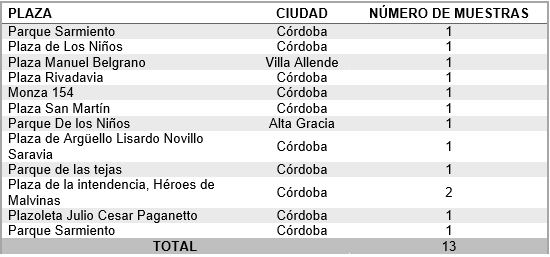 PLAZA CIUDAD NÚMERO DE MUESTRAS
Parque Sarmiento Córdoba 1
Plaza de Los Niños Córdoba 1
Plaza Manuel Belgrano Villa Allende 1
Plaza Rivadavia Córdoba 1
Monza 154 Córdoba 1
Plaza San Martín Córdoba 1
Parque De los Niños Alta Gracia 1
Plaza de Argüello Lisardo Novillo
Saravia Córdoba 1
Parque de las tejas Córdoba 1
Plaza de la intendencia, Héroes de
Malvinas Córdoba 2
Plazoleta Julio Cesar Paganetto Córdoba 1
Parque Sarmiento Córdoba 1
TOTAL 13